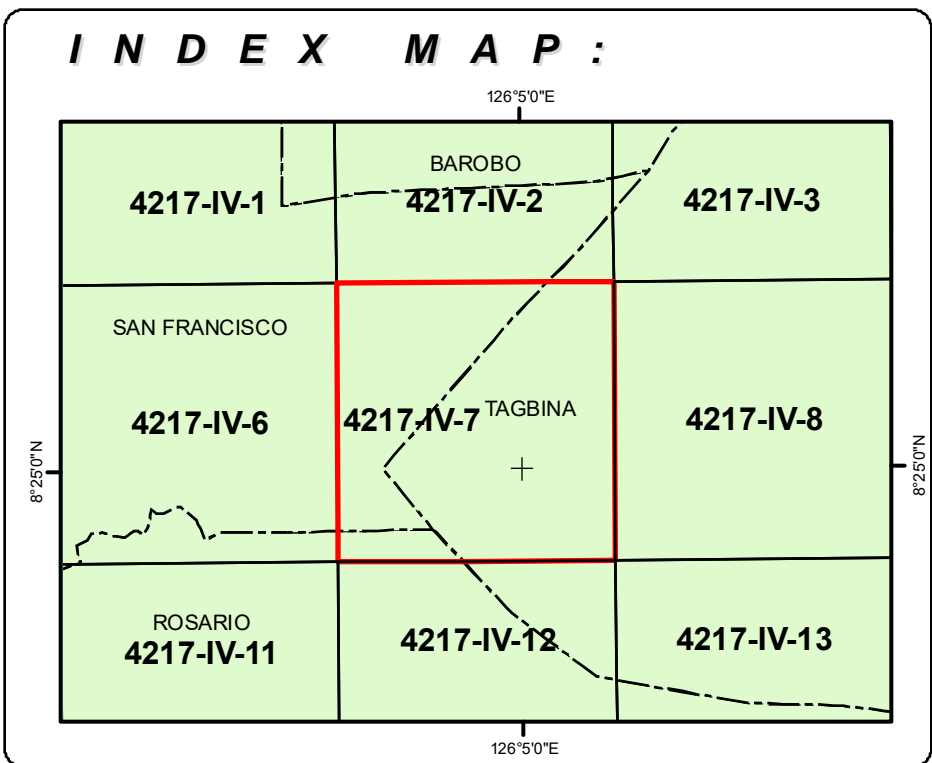 INDEX MAP:
126°5'0"E
BAROBO
4217-IV-1 4217-IV-2 4217-IV-3
SAN FRANCISCO
4217-IV-6 4217-IV-7 TAGBINA 4217-IV-8
8°25'0"N 8°25'0"N
ROSARIO
4217-IV-11 4217-IV-12 4217-IV-13
126°5'0"E